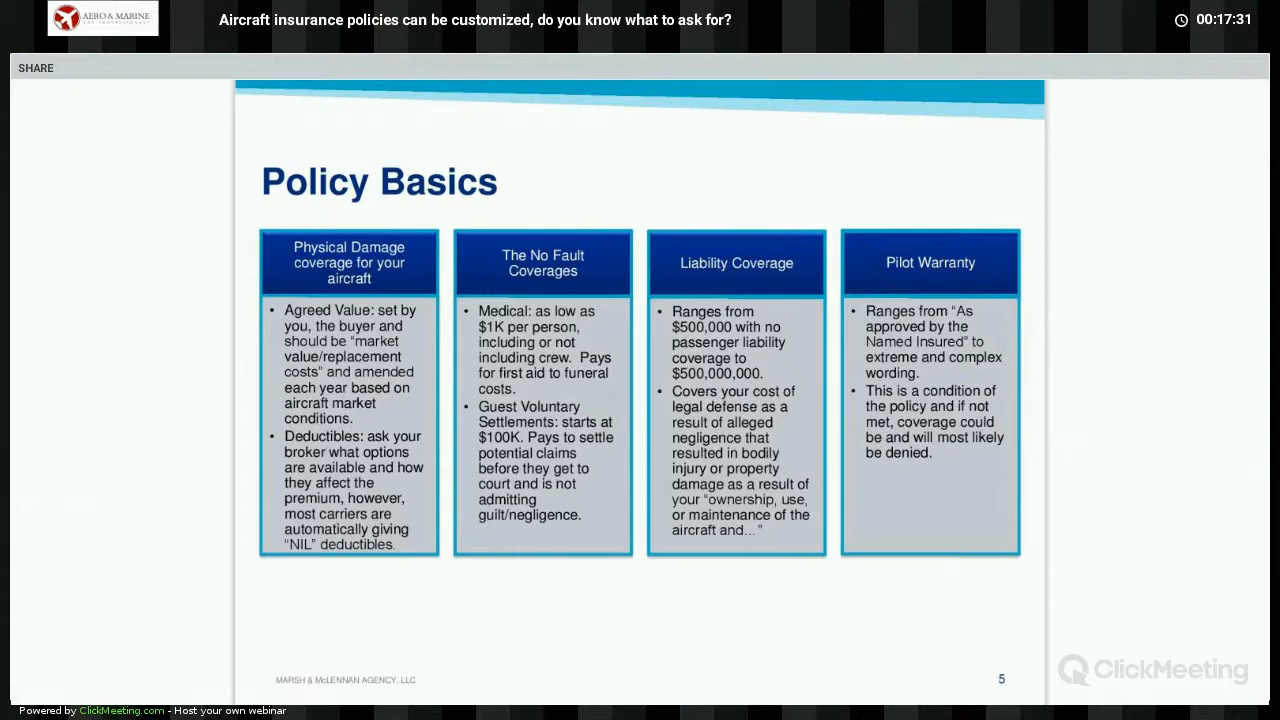 AERO & MARINE
Aircraft insurance policies can be customized, do you know what to ask for?
00:17:31
SHARE
Policy Basics
Physical Damage
coverage for your
aircraft
• Agreed Value: set by
you, the buyer and
should be “market
value/replacement
costs” and amended
each year based on
aircraft market
conditions.
• Deductibles: ask your
broker what options
are available and how
they affect the
premium, however,
most carriers are
automatically giving
“NIL” deductibles.
The No Fault
Coverages
• Medical: as low as
$1K per person,
including or not
including crew. Pays
for first aid to funeral
costs.
• Guest Voluntary
Settlements: starts at
$100K. Pays to settle
potential claims
before they get to
court and is not
admitting
guilt/negligence.
Liability Coverage
• Ranges from
$500,000 with no
passenger liability
coverage to
$500,000,000.
• Covers your cost of
legal defense as a
result of alleged
negligence that
resulted in bodily
injury or property
damage as a result of
your “ownership, use,
or maintenance of the
aircraft and…”
Pilot Warranty
• Ranges from “As
approved by the
Named Insured” to
extreme and complex
wording.
• This is a condition of
the policy and if not
met, coverage could
be and will most likely
be denied.
MARSH & McLENNAN AGENCY, LLC
5
ClickMeeting
Powered by ClickMeeting.com - Host your own webinar